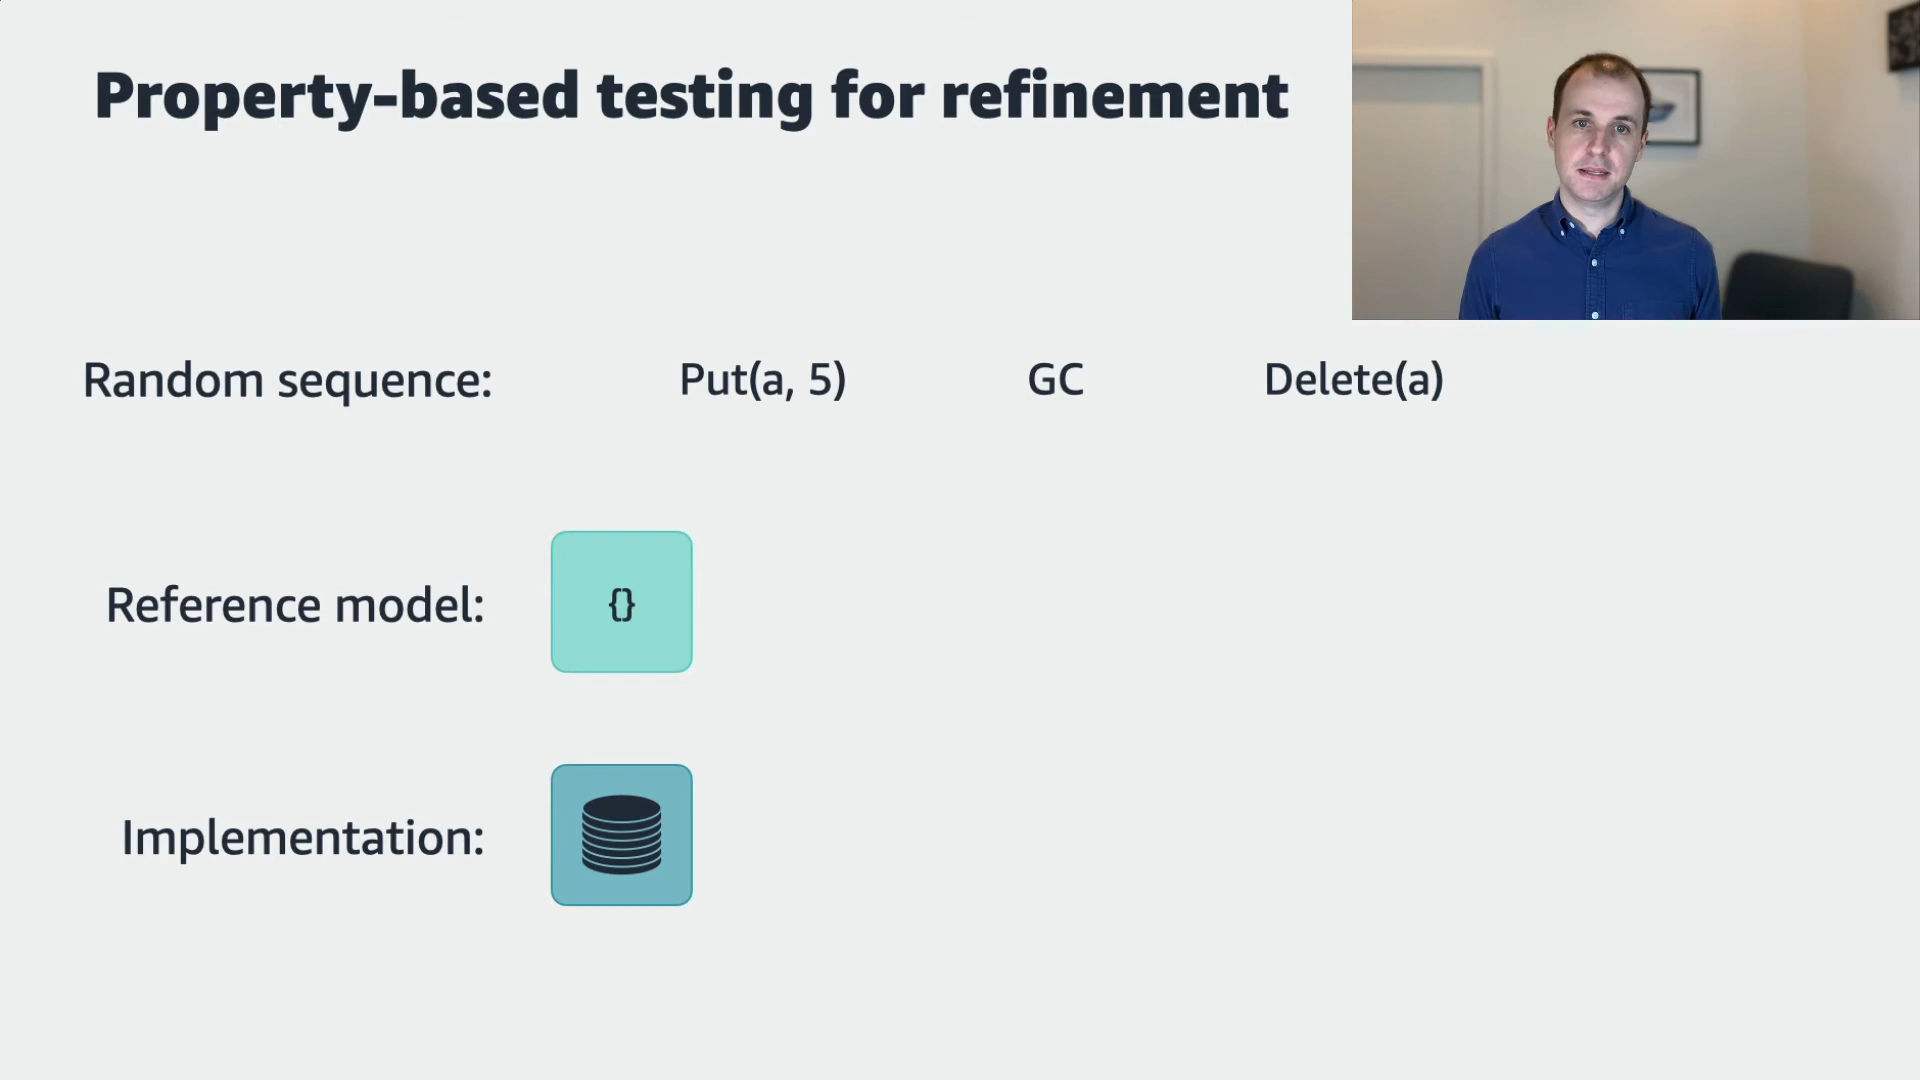 Property-based testing for refinement
Random sequence: Put(a, 5) GC Delete(a)
Reference model: {}
Implementation: